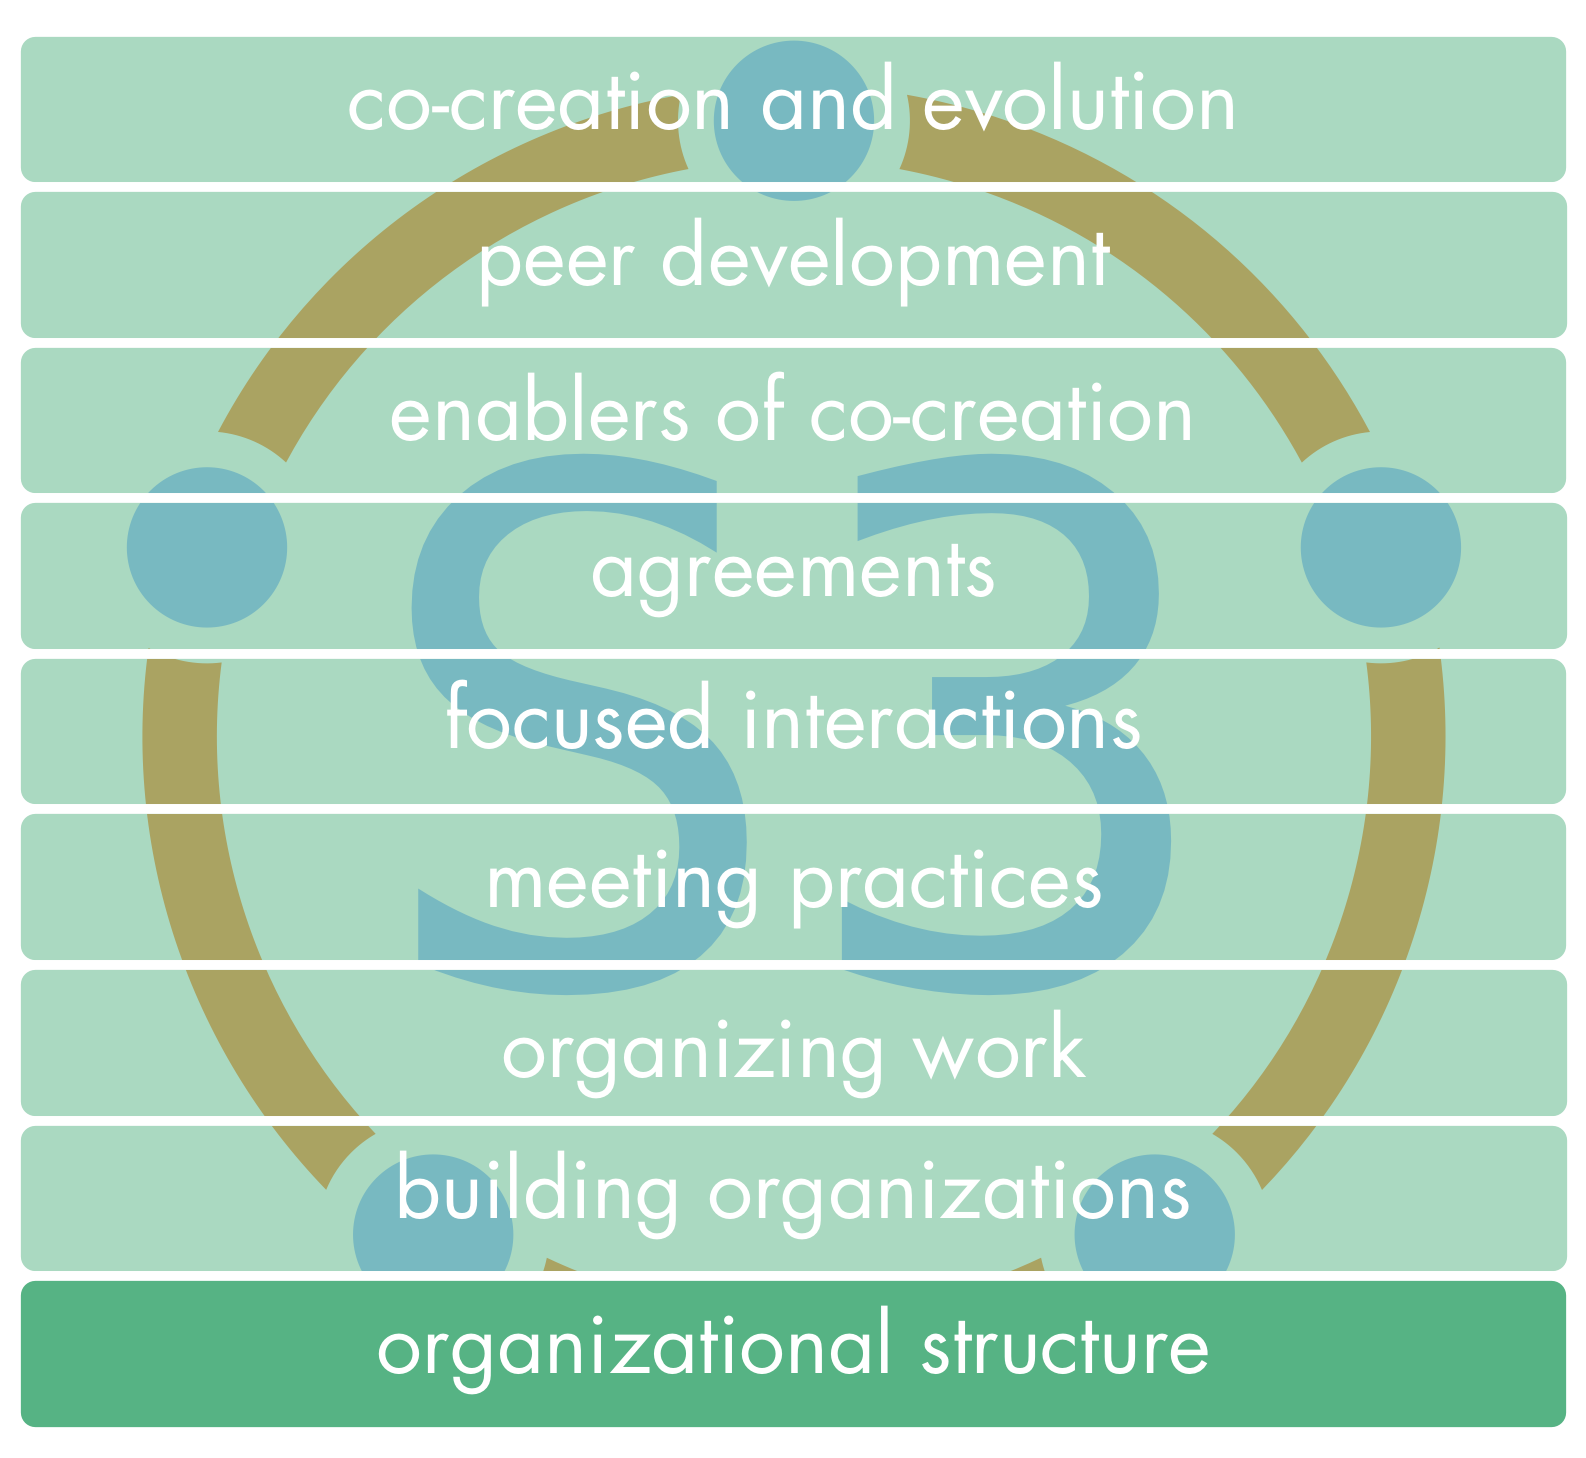 co-creation and evolution
peer development
enablers of co-creation
S3
agreements
focused interactions
meeting practices
organizing work
building organizations
organizational structure